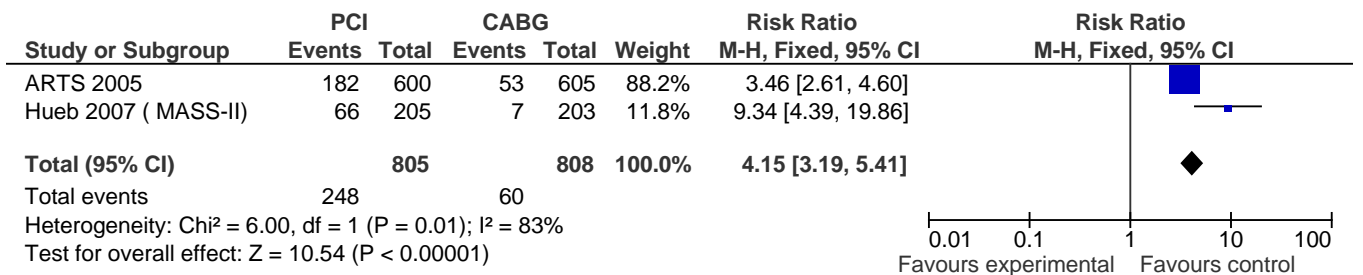 PCI CABG Risk Ratio Risk Ratio
Study or Subgroup Events Total Events Total Weight M-H, Fixed, 95% CI M-H, Fixed, 95% CI
ARTS 2005 182 600 53 605 88.2% 3.46 [2.61, 4.60]
Hueb 2007 ( MASS-II) 66 205 7 203 11.8% 9.34 [4.39, 19.86]
Total (95% CI) 805 808 100.0% 4.15 [3.19, 5.41]
Total events 248 60
Heterogeneity: Chi² = 6.00, df = 1 (P = 0.01); I² = 83%
Test for overall effect: Z = 10.54 (P < 0.00001)
0.01 0.1 1 10 100
Favours experimental Favours control